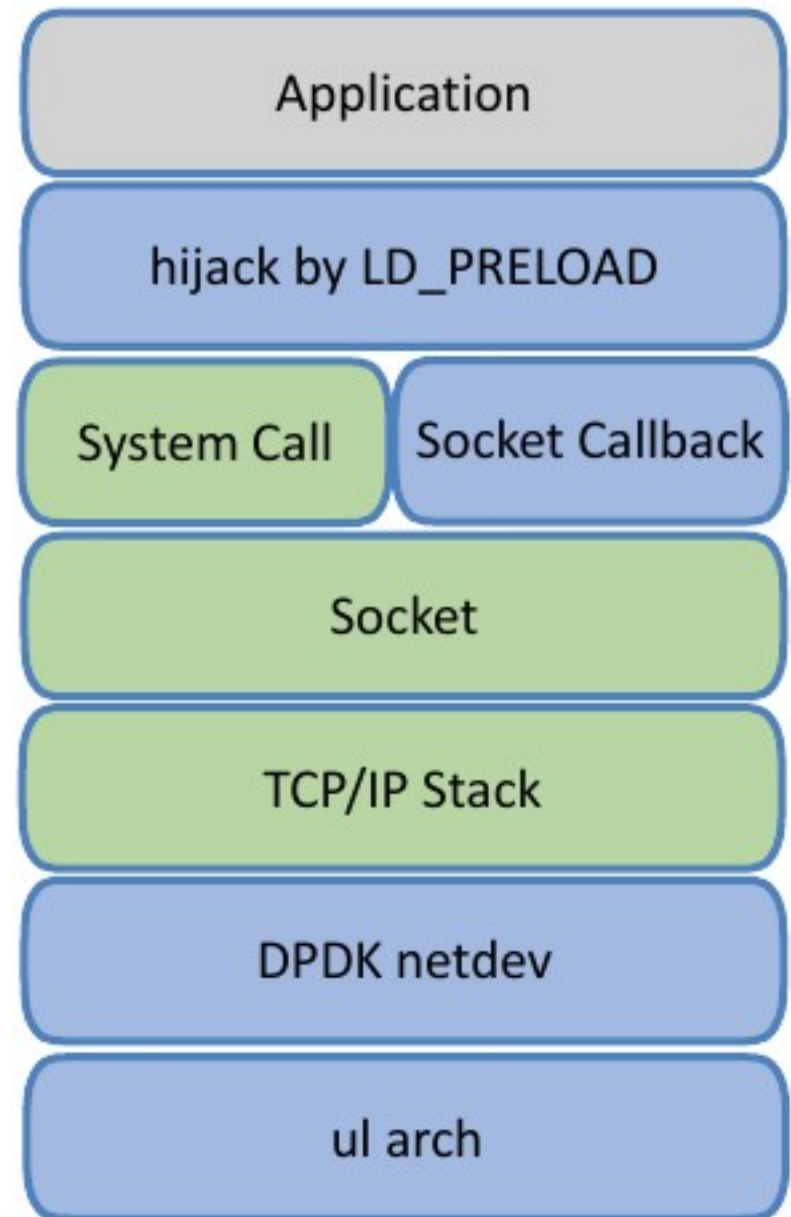 Application
hijack by LD_PRELOAD
System Call
Socket Callback
Socket
TCP/IP Stack
DPDK netdev
ul arch